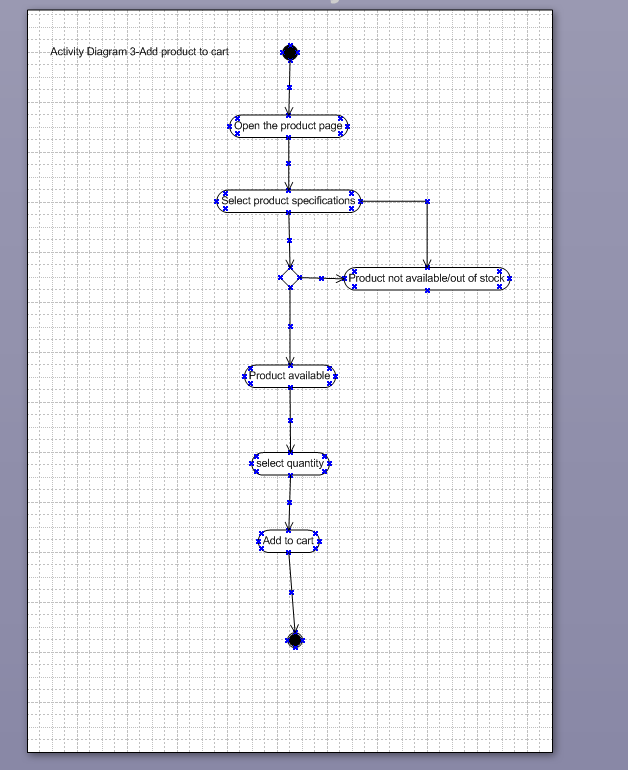 Activity Diagram 3-Add product to cart
Open the product page
Select product specifications
Product not available/out of stock
Product available
select quantity
Add to cart